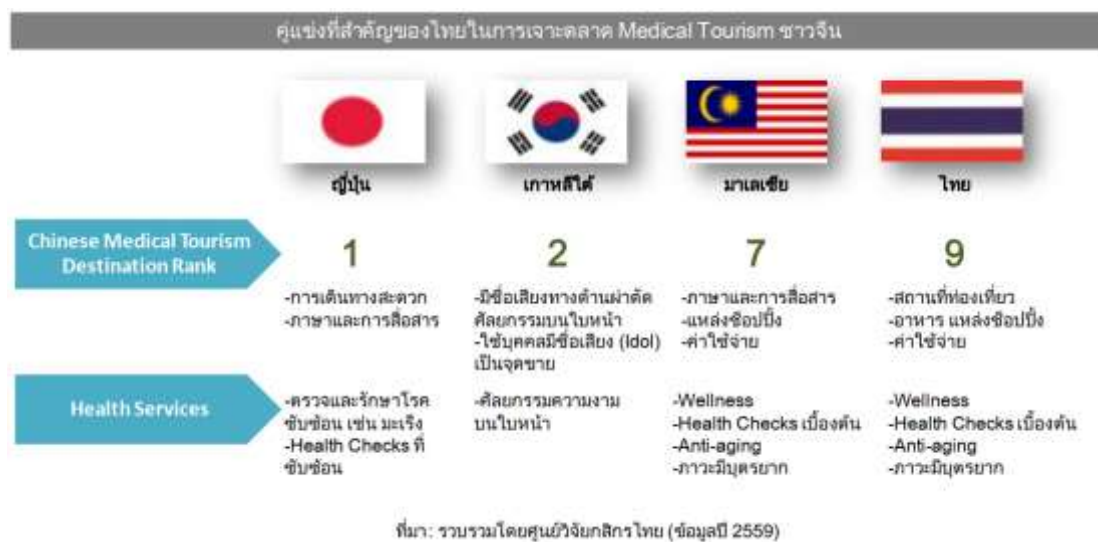 คู่แข่งที่สำคัญของไทยในการเจาะตลาด Medical Tourism ชาวจีน
ญี่ปุ่น
เกาหลีใต้
มาเลเซีย
ไทย
Chinese Medical Tourism
Destination Rank
1
2
7
9
-การเดินทางสะดวก
-ภาษาและการสื่อสาร
-มีชื่อเสียงทางด้านผ่าตัด
ศัลยกรรมบนใบหน้า
-ใช้บุคคลมีชื่อเสียง (Idol)
เป็นจุดขาย
-ภาษาและการสื่อสาร
-แหล่งช้อปปิ้ง
-ค่าใช้จ่าย
-สถานที่ท่องเที่ยว
-อาหาร แหล่งช้อปปิ้ง
-ค่าใช้จ่าย
Health Services
-ตรวจและรักษาโรค
ซับซ้อน เช่น มะเร็ง
-Health Checks ที่
ซับซ้อน
-ศัลยกรรมความงาม
บนใบหน้า
-Wellness
-Health Checks เบื้องต้น
-Anti-aging
-ภาวะมีบุตรยาก
-Wellness
-Health Checks เบื้องต้น
-Anti-aging
-ภาวะมีบุตรยาก
ที่มา: รวบรวมโดยศูนย์วิจัยกสิกรไทย (ข้อมูลปี 2559)